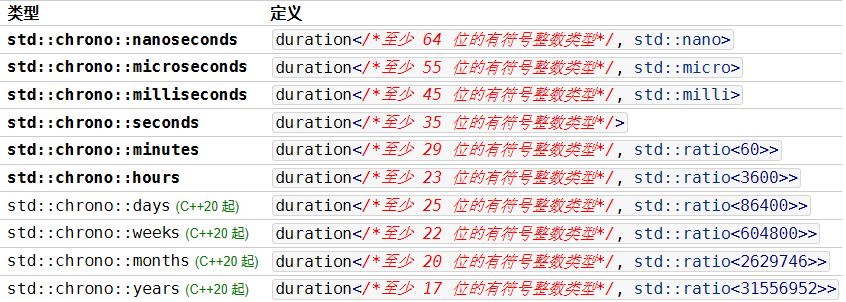 类型 定义
std::chrono::nanoseconds duration</*至少 64 位的有符号整数类型*/, std::nano>
std::chrono::microseconds duration</*至少 55 位的有符号整数类型*/, std::micro>
std::chrono::milliseconds duration</*至少 45 位的有符号整数类型*/, std::milli>
std::chrono::seconds duration</*至少 35 位的有符号整数类型*/>
std::chrono::minutes duration</*至少 29 位的有符号整数类型*/, std::ratio<60>>
std::chrono::hours duration</*至少 23 位的有符号整数类型*/, std::ratio<3600>>
std::chrono::days (C++20 起) duration</*至少 25 位的有符号整数类型*/, std::ratio<86400>>
std::chrono::weeks (C++20 起) duration</*至少 22 位的有符号整数类型*/, std::ratio<604800>>
std::chrono::months (C++20 起) duration</*至少 20 位的有符号整数类型*/, std::ratio<2629746>>
std::chrono::years (C++20 起) duration</*至少 17 位的有符号整数类型*/, std::ratio<31556952>>